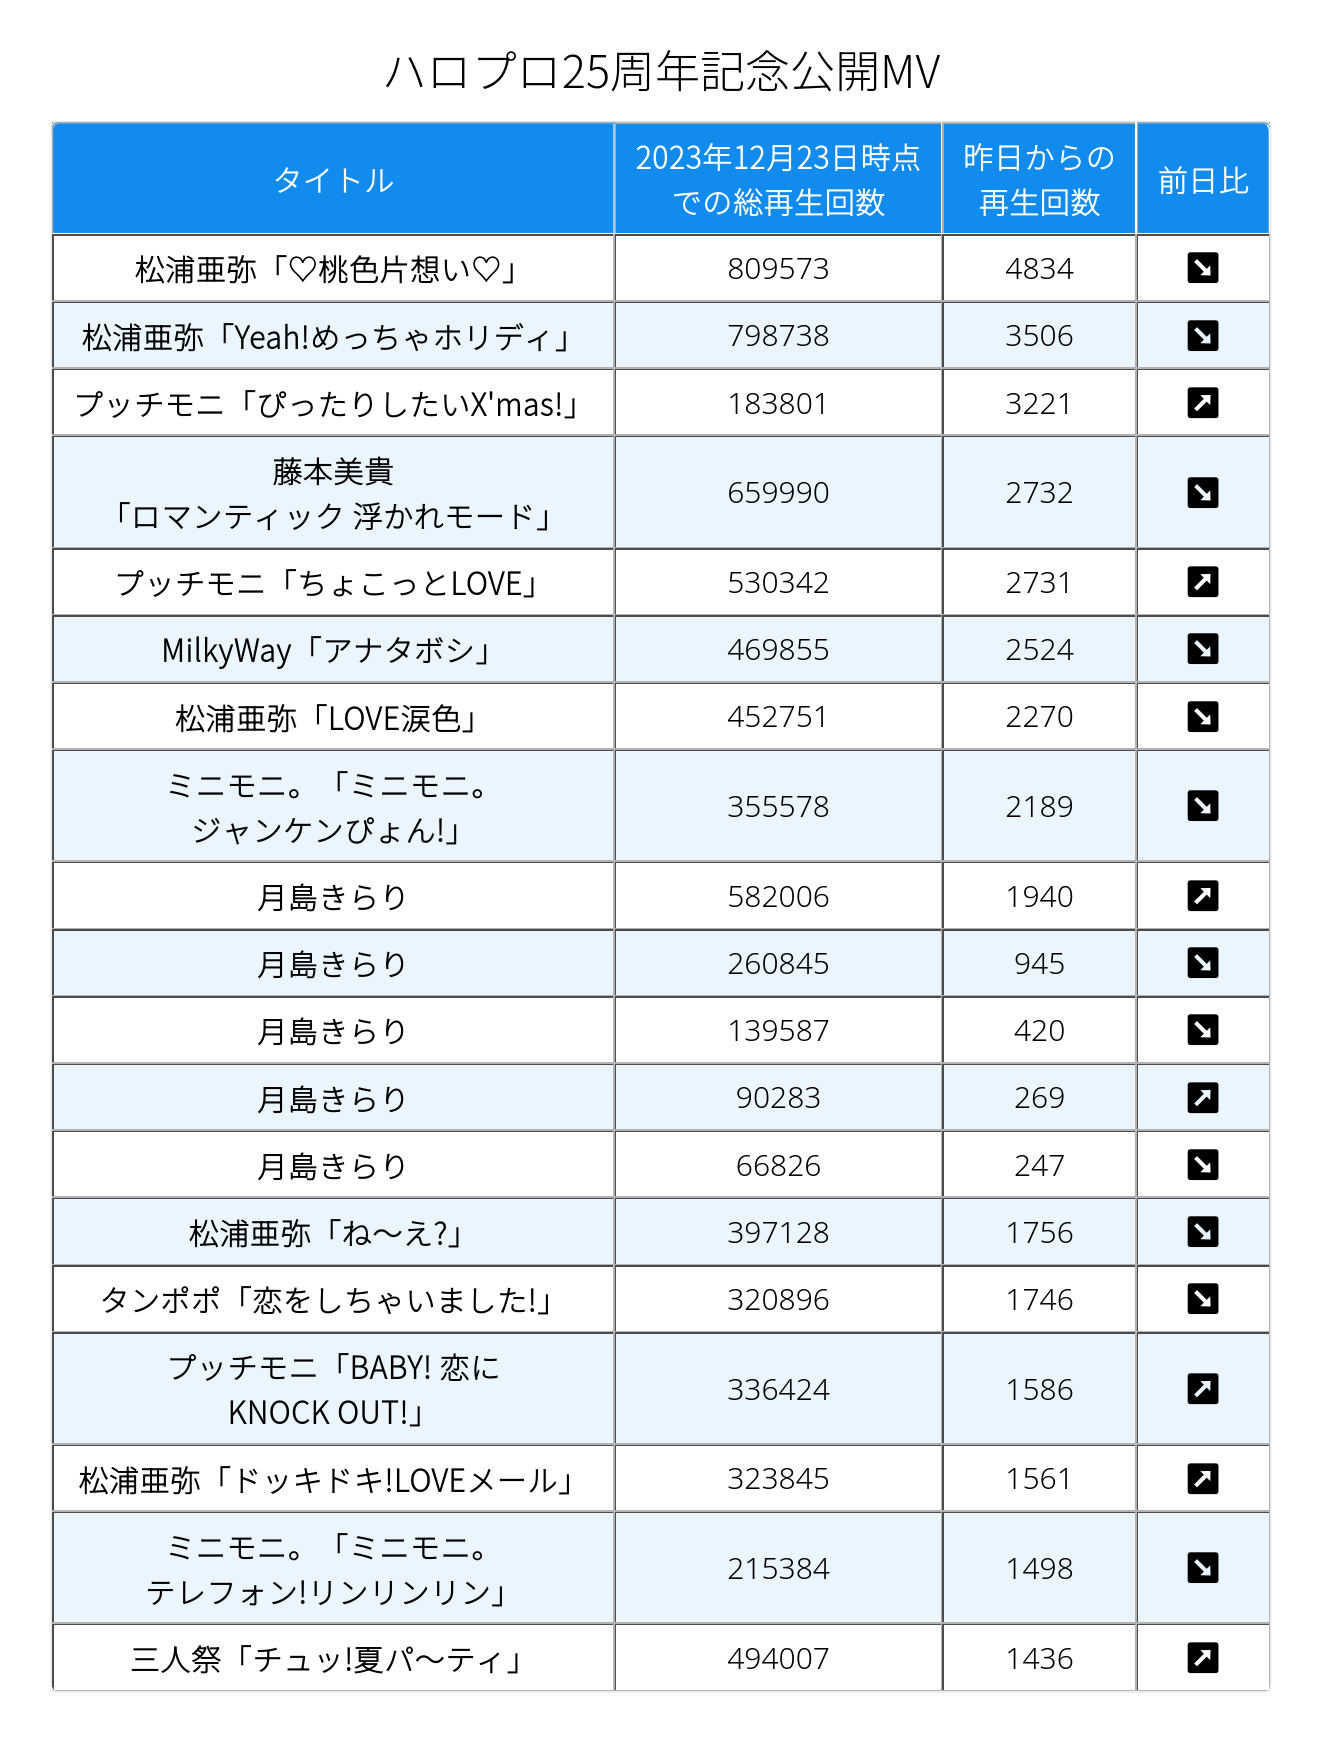 ハロプロ25周年記念公開MV
タイトル 2023年12月23日時点 昨日からの 前日比
での総再生回数 再生回数
松浦亜弥「♡桃色片想い♡」 809573 4834 ↘
松浦亜弥「Yeah!めっちゃホリディ」 798738 3506 ↘
プッチモニ「ぴったりしたいX'mas!」 183801 3221 ↗
藤本美貴
「ロマンティック 浮かれモード」 659990 2732 ↘
プッチモニ「ちょこっとLOVE」 530342 2731 ↗
MilkyWay「アナタボシ」 469855 2524 ↘
松浦亜弥「LOVE涙色」 452751 2270 ↘
ミニモニ。「ミニモニ。
ジャンケンぴょん!」 355578 2189 ↘
月島きらり 582006 1940 ↗
月島きらり 260845 945 ↘
月島きらり 139587 420 ↘
月島きらり 90283 269 ↗
月島きらり 66826 247 ↘
松浦亜弥「ね〜え?」 397128 1756 ↘
タンポポ「恋をしちゃいました!」 320896 1746 ↘
プッチモニ「BABY! 恋に
KNOCK OUT!」 336424 1586 ↗
松浦亜弥「ドッキドキ!LOVEメール」 323845 1561 ↗
ミニモニ。「ミニモニ。
テレフォン!リンリンリン」 215384 1498 ↘
三人祭「チュッ!夏パ〜ティ」 494007 1436 ↗